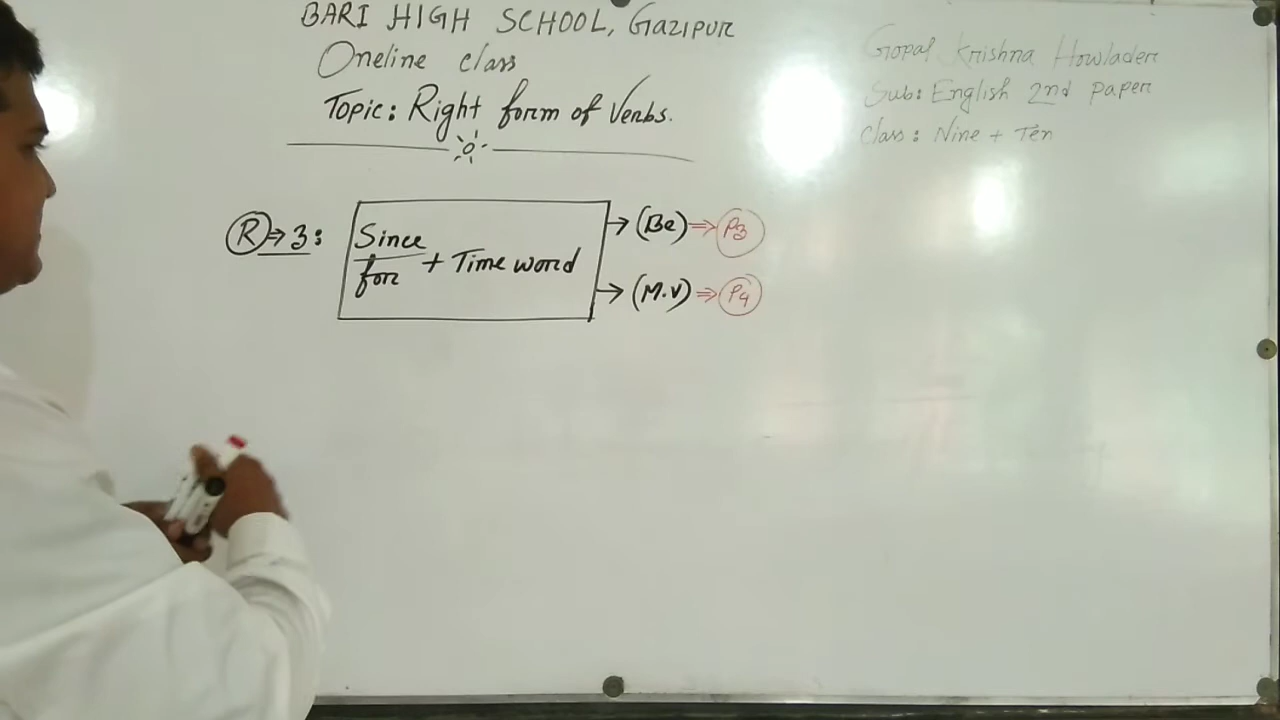 BARI HIGH SCHOOL, Gazipur
Oneline class
Topic: Right form of Verbs.
Gopal Krishna Howlader
Sub: English 2nd paper
Class: Nine + Ten
R ⇒ 3: Since / for + Time word
→ (Be) ⇒ P3
→ (M.V) ⇒ P4